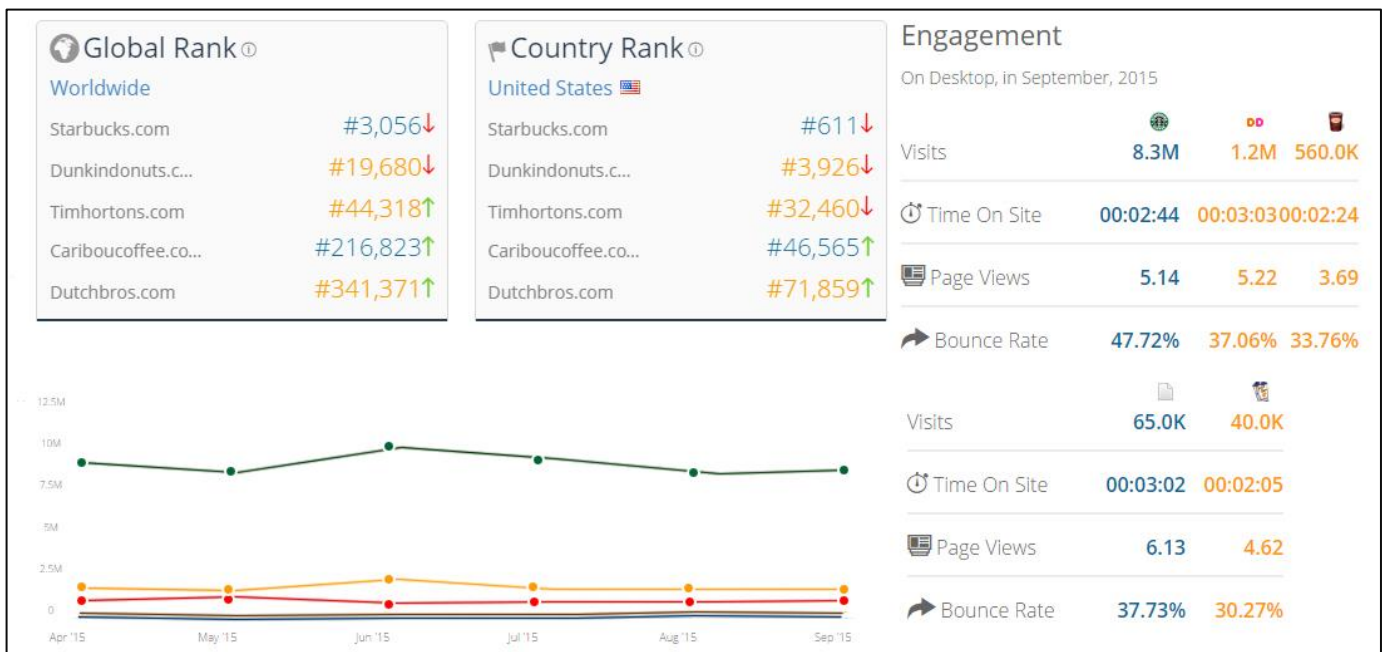 Global Rank
Worldwide
Starbucks.com #3,056↓
Dunkindonuts.c... #19,680↓
Timhortons.com #44,318↑
Cariboucoffee.co... #216,823↑
Dutchbros.com #341,371↑
Country Rank
United States
Starbucks.com #611↓
Dunkindonuts.c... #3,926↓
Timhortons.com #32,460↓
Cariboucoffee.co... #46,565↑
Dutchbros.com #71,859↑
Engagement
On Desktop, in September, 2015
DD
Visits 8.3M 1.2M 560.0K
Time On Site 00:02:44 00:03:03 00:02:24
Page Views 5.14 5.22 3.69
Bounce Rate 47.72% 37.06% 33.76%
Visits 65.0K 40.0K
Time On Site 00:03:02 00:02:05
Page Views 6.13 4.62
Bounce Rate 37.73% 30.27%
12.5M
10M
7.5M
5M
2.5M
0
Apr '15 May '15 Jun '15 Jul '15 Aug '15 Sep '15